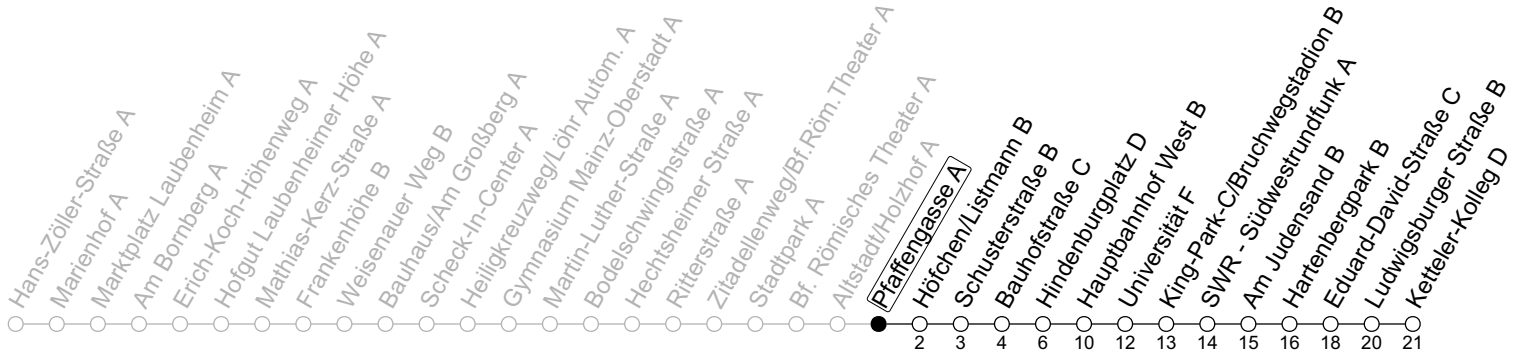 Hans-Zöller-Straße A
Marienhof A
Marktplatz Laubenheim A
Am Bornberg A
Erich-Koch-Höhenweg A
Hofgut Laubenheimer Höhe A
Mathias-Kerz-Straße A
Frankenhöhe B
Weisenauer Weg B
Bauhaus/Am Großberg A
Scheck-In-Center A
Heiligkreuzweg/Löhr Autom. A
Gymnasium Mainz-Oberstadt A
Martin-Luther-Straße A
Bodelschwinghstraße A
Hechtsheimer Straße A
Ritterstraße A
Zitadellenweg/Bf.Röm.Theater A
Stadtpark A
Bf. Römisches Theater A
Altstadt/Holzhof A
Pfaffengasse A
Höfchen/Listmann B
Schusterstraße B
Bauhofstraße C
Hindenburgplatz D
Hauptbahnhof West B
Universität F
King-Park-C/Bruchwegstadion B
SWR - Südwestrundfunk A
Am Judensand B
Hartenbergpark B
Eduard-David-Straße C
Ludwigsburger Straße B
Ketteler-Kolleg D
2 3 4 6 10 12 13 14 15 16 18 20 21